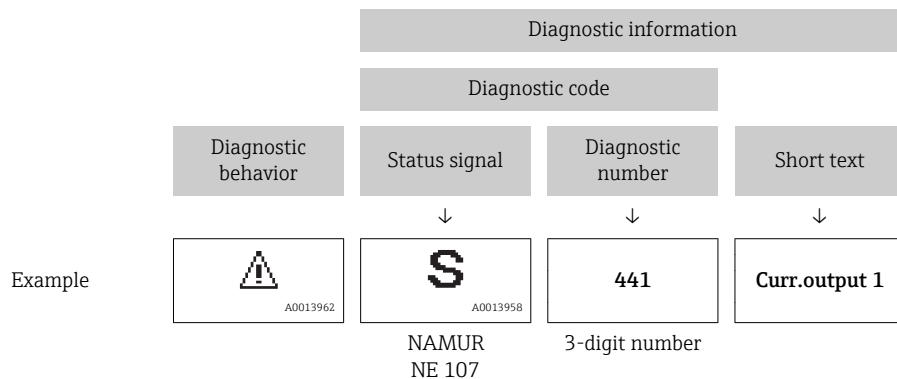 Diagnostic information
Diagnostic code
Diagnostic
behavior
Status signal
Diagnostic
number
Short text
↓
↓
↓
Example
A0013962
S
A0013958
441
Curr.output 1
NAMUR
NE 107
3-digit number